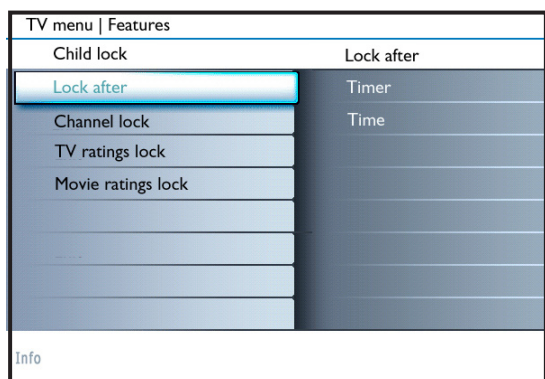 TV menu | Features
Child lock
Lock after
Lock after
Timer
Channel lock
Time
TV ratings lock
Movie ratings lock
Info